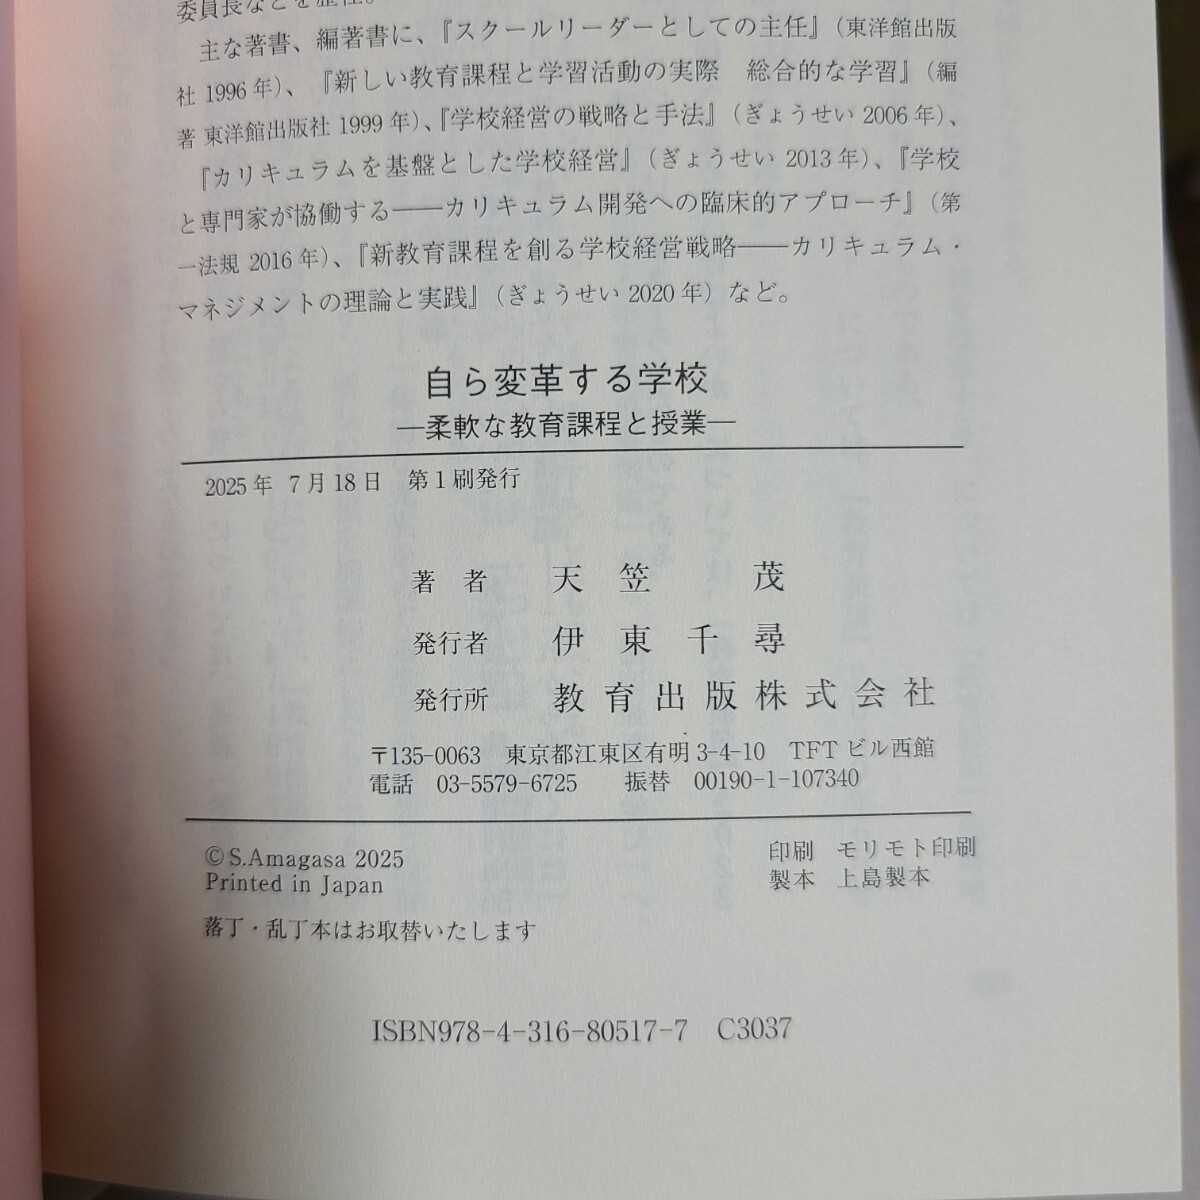 委員長などを歴任。
主な著書、編著書に、『スクールリーダーとしての主任』（東洋館出版
社 1996年）、『新しい教育課程と学習活動の実際　総合的な学習』（編
著 東洋館出版社 1999年）、『学校経営の戦略と手法』（ぎょうせい 2006年）、
『カリキュラムを基盤とした学校経営』（ぎょうせい 2013年）、『学校
と専門家が協働する――カリキュラム開発への臨床的アプローチ』（第
一法規 2016年）、『新教育課程を創る学校経営戦略――カリキュラム・
マネジメントの理論と実践』（ぎょうせい 2020年）など。
自ら変革する学校
―柔軟な教育課程と授業―
2025年 7月18日　第1刷発行
著　者　天笠　茂
発行者　伊東千尋
発行所　教育出版株式会社
〒135-0063　東京都江東区有明3-4-10　TFTビル西館
電話　03-5579-6725　振替　00190-1-107340
©S.Amagasa 2025
Printed in Japan
印刷　モリモト印刷
製本　上島製本
落丁・乱丁本はお取替いたします
ISBN978-4-316-80517-7　C3037